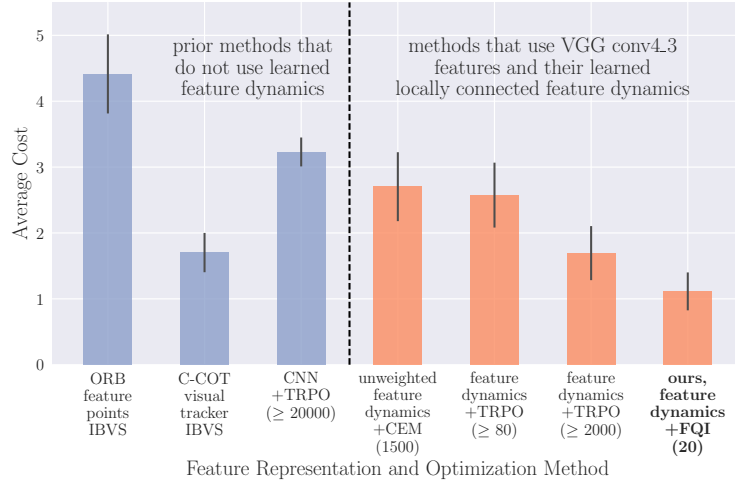 prior methods that
do not use learned
feature dynamics
methods that use VGG conv4_3
features and their learned
locally connected feature dynamics
Average Cost
5
4
3
2
1
0
ORB
feature
points
IBVS
C-COT
visual
tracker
IBVS
CNN
+TRPO
(≥ 20000)
unweighted
feature
dynamics
+CEM
(1500)
feature
dynamics
+TRPO
(≥ 80)
feature
dynamics
+TRPO
(≥ 2000)
ours,
feature
dynamics
+FQI
(20)
Feature Representation and Optimization Method